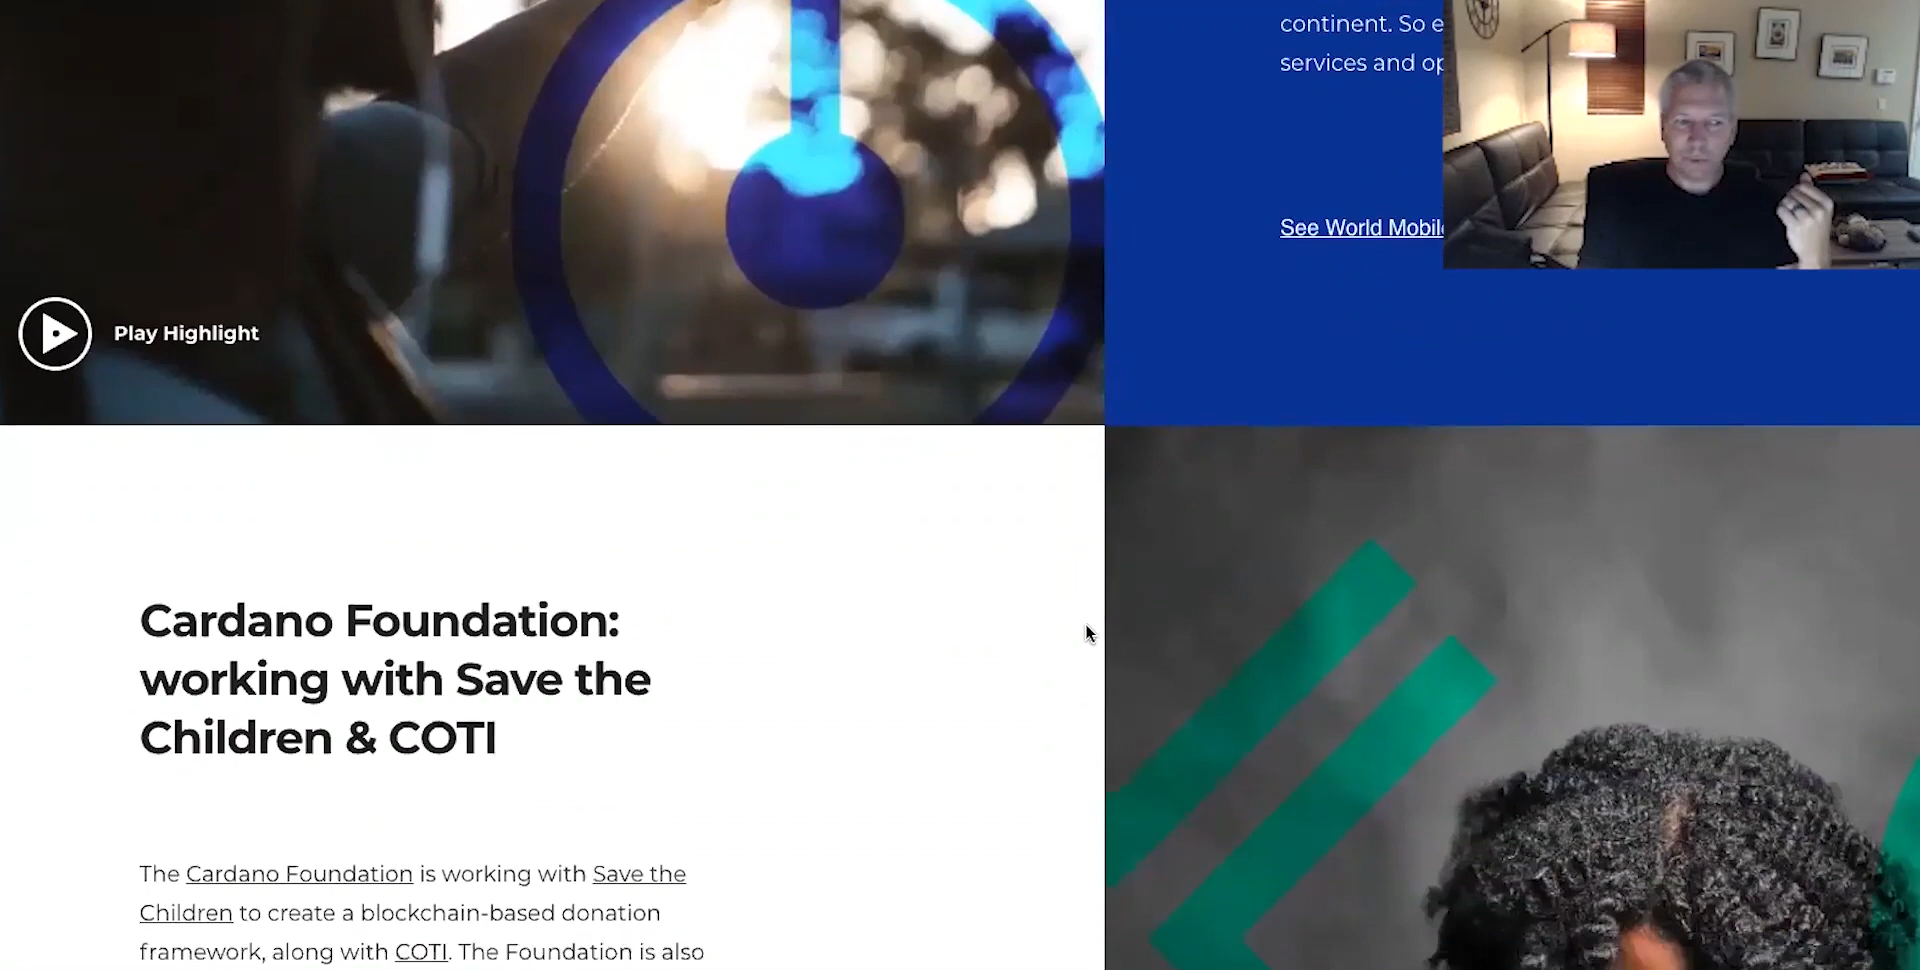 continent. So e
services and op
See World Mobile
Play Highlight
Cardano Foundation:
working with Save the
Children & COTI
The Cardano Foundation is working with Save the
Children to create a blockchain-based donation
framework, along with COTI. The Foundation is also